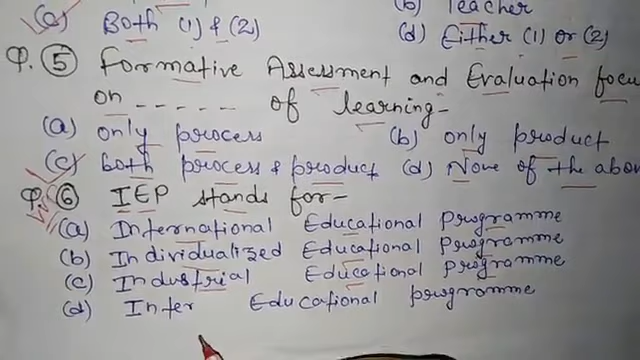 (b) Teacher
(c) Both (1) & (2)
(d) Either (1) or (2)
Q. (5) Formative Assessment and Evaluation focu
on ------ of learning-
(a) only process (b) only product
(c) both process & product (d) None of the abov
Q. (6) IEP stands for-
(a) International Educational Programme
(b) Individualized Educational Programme
(c) Industrial Educational Programme
(d) Inter Educational programme